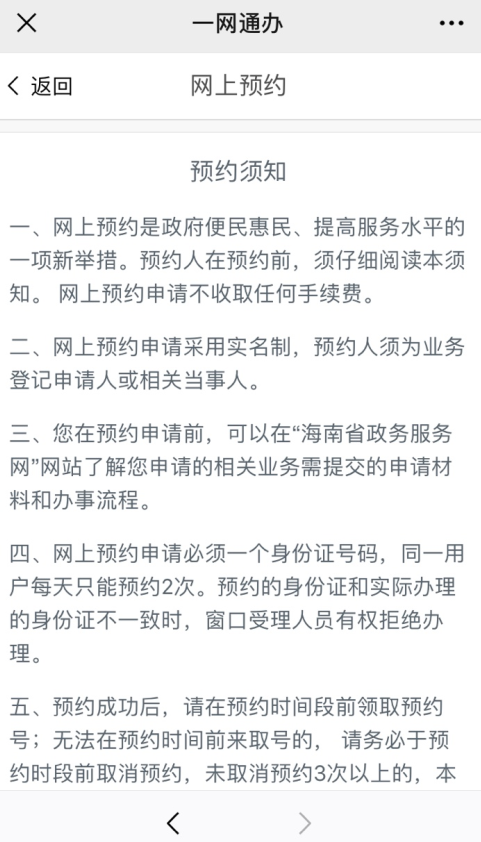 一网通办
返回
网上预约
预约须知
一、网上预约是政府便民惠民、提高服务水平的
一项新举措。预约人在预约前，须仔细阅读本须
知。 网上预约申请不收取任何手续费。
二、网上预约申请采用实名制，预约人须为业务
登记申请人或相关当事人。
三、您在预约申请前，可以在“海南省政务服务
网”网站了解您申请的相关业务需提交的申请材
料和办事流程。
四、网上预约申请必须一个身份证号码，同一用
户每天只能预约2次。预约的身份证和实际办理
的身份证不一致时，窗口受理人员有权拒绝办
理。
五、预约成功后，请在预约时间段前领取预约
号；无法在预约时间前来取号的， 请务必于预
约时段前取消预约，未取消预约3次以上的，本